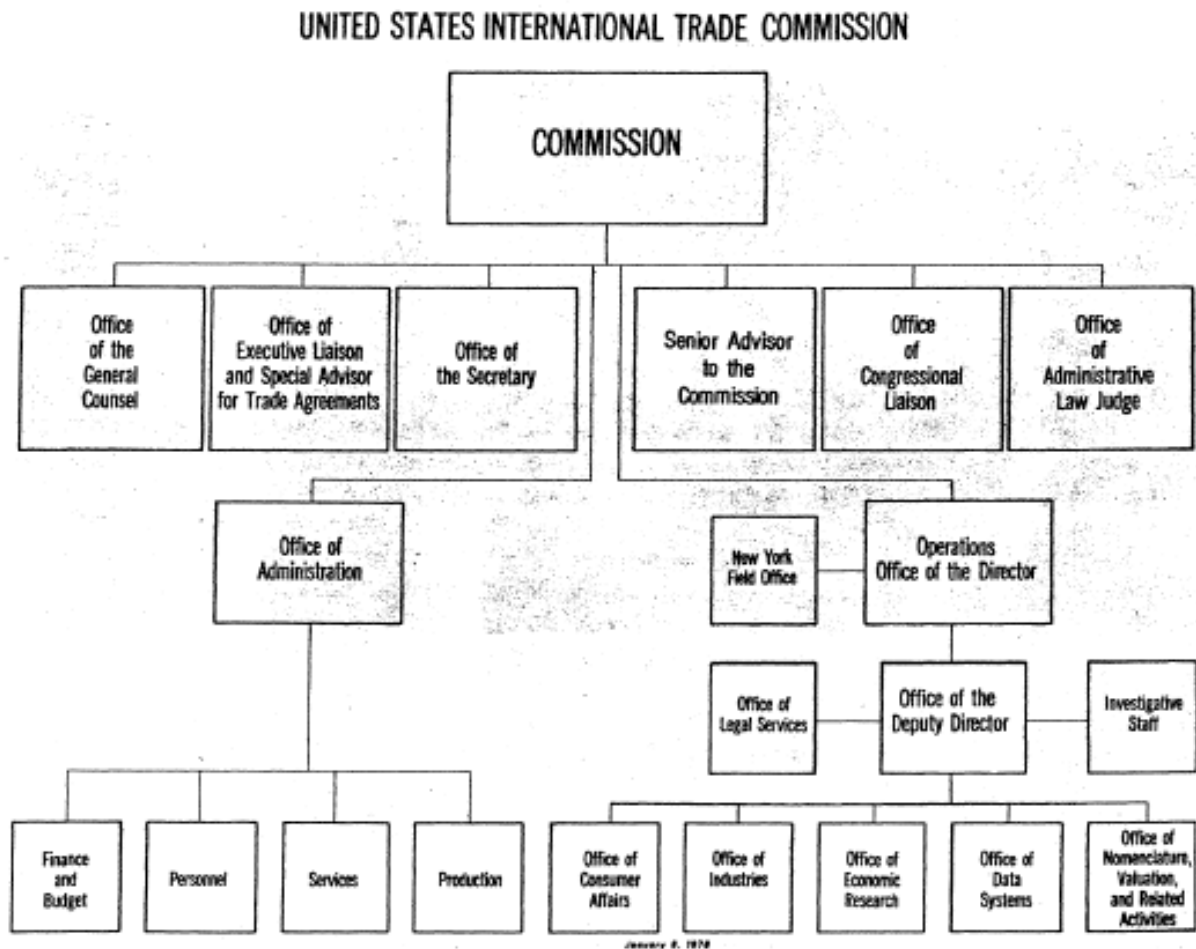 UNITED STATES INTERNATIONAL TRADE COMMISSION
COMMISSION
Office
of the
General
Counsel
Office of
Executive Liaison
and Special Advisor
for Trade Agreements
Office of
the Secretary
Senior Advisor
to the
Commission
Office
of
Congressional
Liaison
Office
of
Administrative
Law Judge
Office of
Administration
New York
Field Office
Operations
Office of the Director
Office of
Legal Services
Office of the
Deputy Director
Investigative
Staff
Finance
and
Budget
Personnel
Services
Production
Office of
Consumer
Affairs
Office of
Industries
Office of
Economic
Research
Office of
Data
Systems
Office of
Nomenclature,
Valuation,
and Related
Activities
January